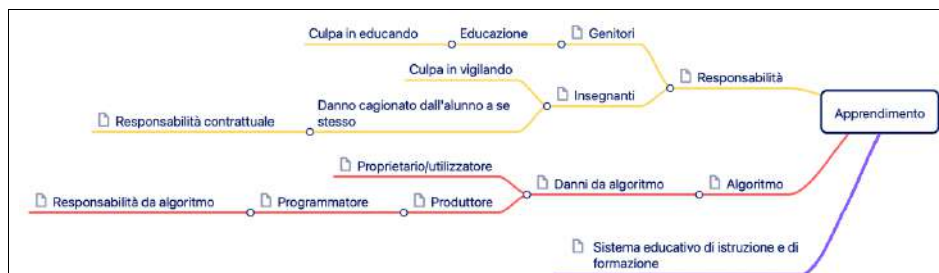 Culpa in educando
Educazione
Genitori
Culpa in vigilando
Responsabilità
Insegnanti
Danno cagionato dall'alunno a se
stesso
Responsabilità contrattuale
Apprendimento
Proprietario/utilizzatore
Danni da algoritmo
Algoritmo
Responsabilità da algoritmo
Programmatore
Produttore
Sistema educativo di istruzione e di
formazione